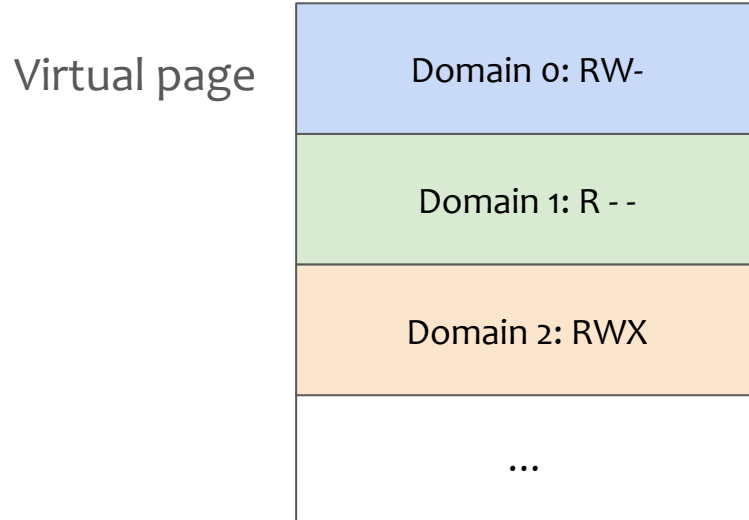 Virtual page
Domain 0: RW-
Domain 1: R - -
Domain 2: RWX
...